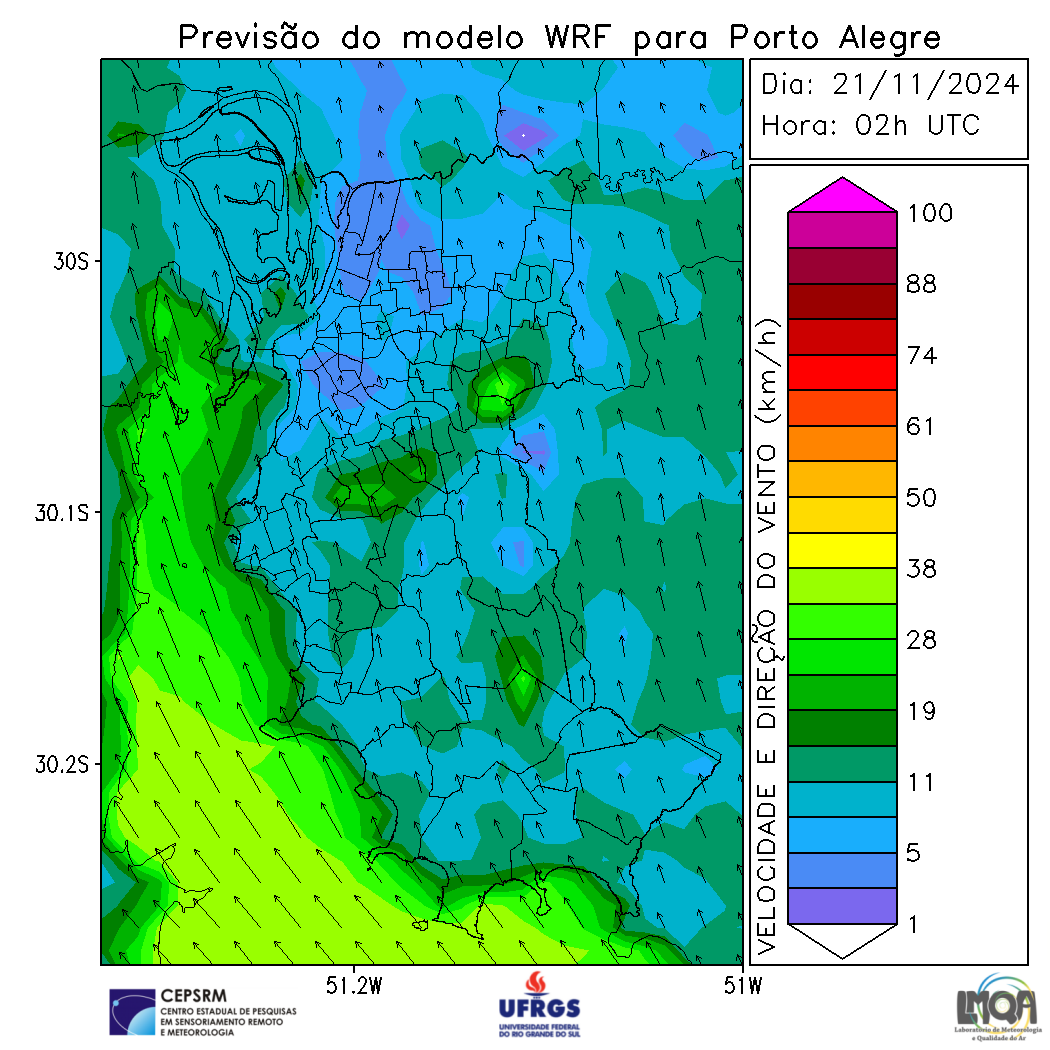 Previsão do modelo WRF para Porto Alegre
Dia: 21/11/2024
Hora: 02h UTC
30S
30.1S
30.2S
51.2W
51W
VELOCIDADE E DIREÇÃO DO VENTO (km/h)
100
88
74
61
50
38
28
19
11
5
1
CEPSRM
CENTRO ESTADUAL DE PESQUISAS
EM SENSORIAMENTO REMOTO
E METEOROLOGIA
UFRGS
UNIVERSIDADE FEDERAL
DO RIO GRANDE DO SUL
LMQA
Laboratório de Meteorologia
e Qualidade do Ar